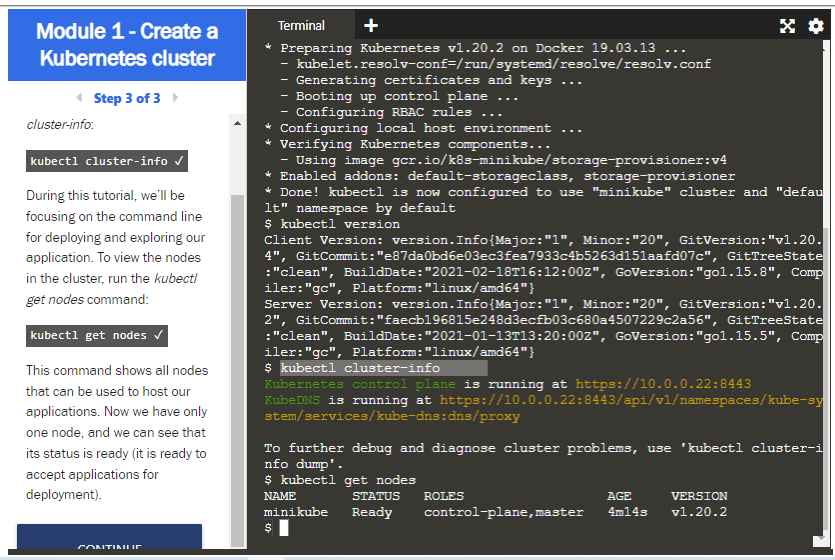 Module 1 - Create a
Kubernetes cluster
Step 3 of 3
cluster-info:
kubectl cluster-info ✓
During this tutorial, we'll be
focusing on the command line
for deploying and exploring our
application. To view the nodes
in the cluster, run the kubectl
get nodes command:
kubectl get nodes ✓
This command shows all nodes
that can be used to host our
applications. Now we have only
one node, and we can see that
its status is ready (it is ready to
accept applications for
deployment).
CONTINUE
Terminal +
* Preparing Kubernetes v1.20.2 on Docker 19.03.13 ...
- kubelet.resolv-conf=/run/systemd/resolve/resolv.conf
- Generating certificates and keys ...
- Booting up control plane ...
- Configuring RBAC rules ...
* Configuring local host environment ...
* Verifying Kubernetes components...
- Using image gcr.io/k8s-minikube/storage-provisioner:v4
* Enabled addons: default-storageclass, storage-provisioner
* Done! kubectl is now configured to use "minikube" cluster and "defau
lt" namespace by default
$ kubectl version
Client Version: version.Info{Major:"1", Minor:"20", GitVersion:"v1.20.
4", GitCommit:"e87da0bd6e03ec3fea7933c4b5263d151aafd07c", GitTreeState
:"clean", BuildDate:"2021-02-18T16:12:00Z", GoVersion:"go1.15.8", Comp
iler:"gc", Platform:"linux/amd64"}
Server Version: version.Info{Major:"1", Minor:"20", GitVersion:"v1.20.
2", GitCommit:"faecb196815e248d3ecfb03c680a4507229c2a56", GitTreeState
:"clean", BuildDate:"2021-01-13T13:20:00Z", GoVersion:"go1.15.5", Comp
iler:"gc", Platform:"linux/amd64"}
$ kubectl cluster-info
Kubernetes control plane is running at https://10.0.0.22:8443
KubeDNS is running at https://10.0.0.22:8443/api/v1/namespaces/kube-sy
stem/services/kube-dns:dns/proxy
To further debug and diagnose cluster problems, use 'kubectl cluster-i
nfo dump'.
$ kubectl get nodes
NAME STATUS ROLES AGE VERSION
minikube Ready control-plane,master 4m14s v1.20.2
$